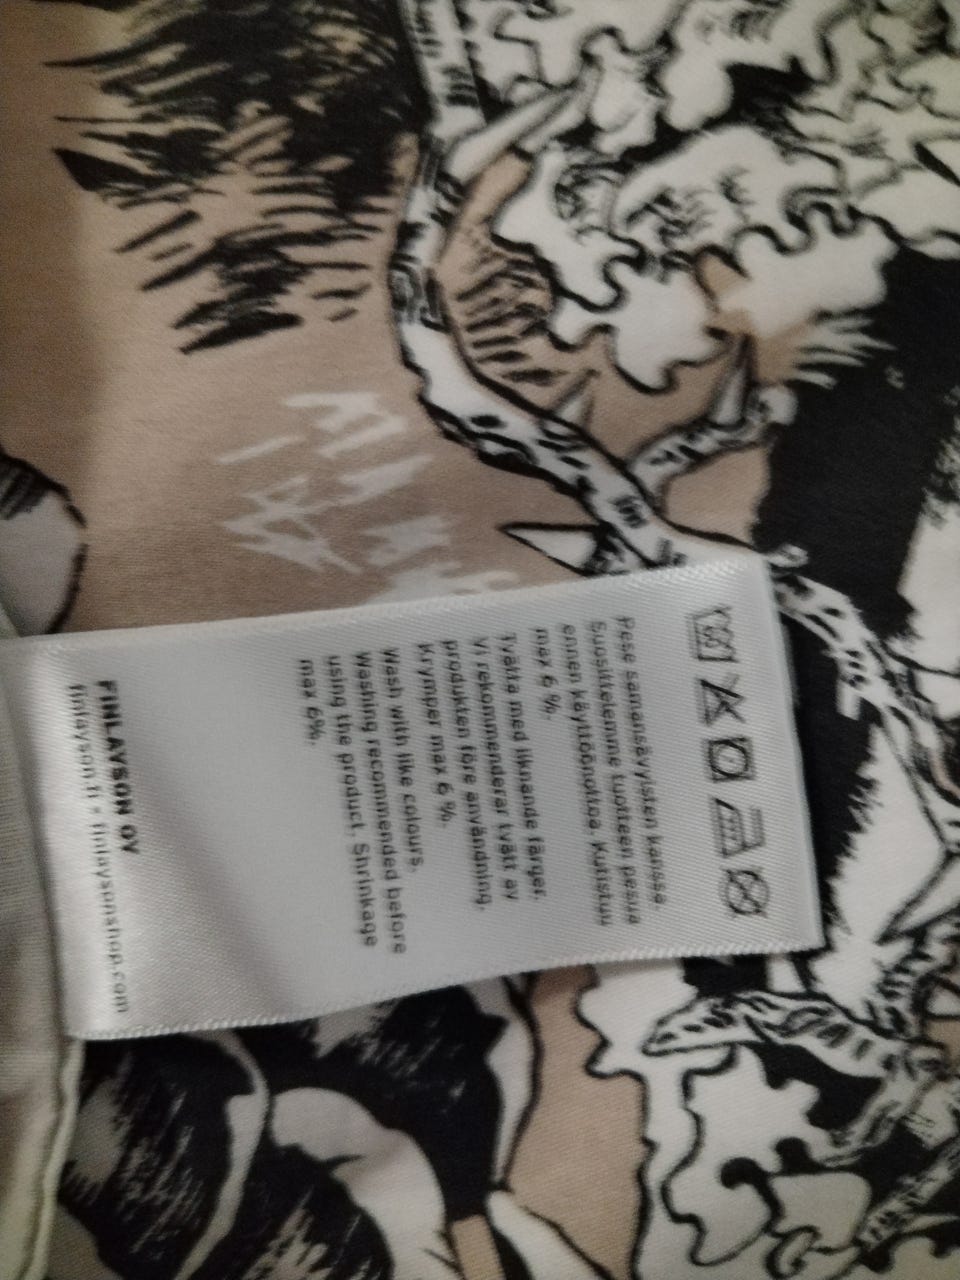 Pese samansävyisten kanssa.
Suosittelemme tuotteen pesua
ennen käyttöönottoa. Kutistuu
max 6 %.
Tvätta med liknande färger.
Vi rekommenderar tvätt av
produkten före användning.
Krymper max 6 %.
Wash with like colours.
Washing recommended before
using the product. Shrinkage
max 6%.
FINLAYSON OY
finlayson.fi • finlaysonshop.com